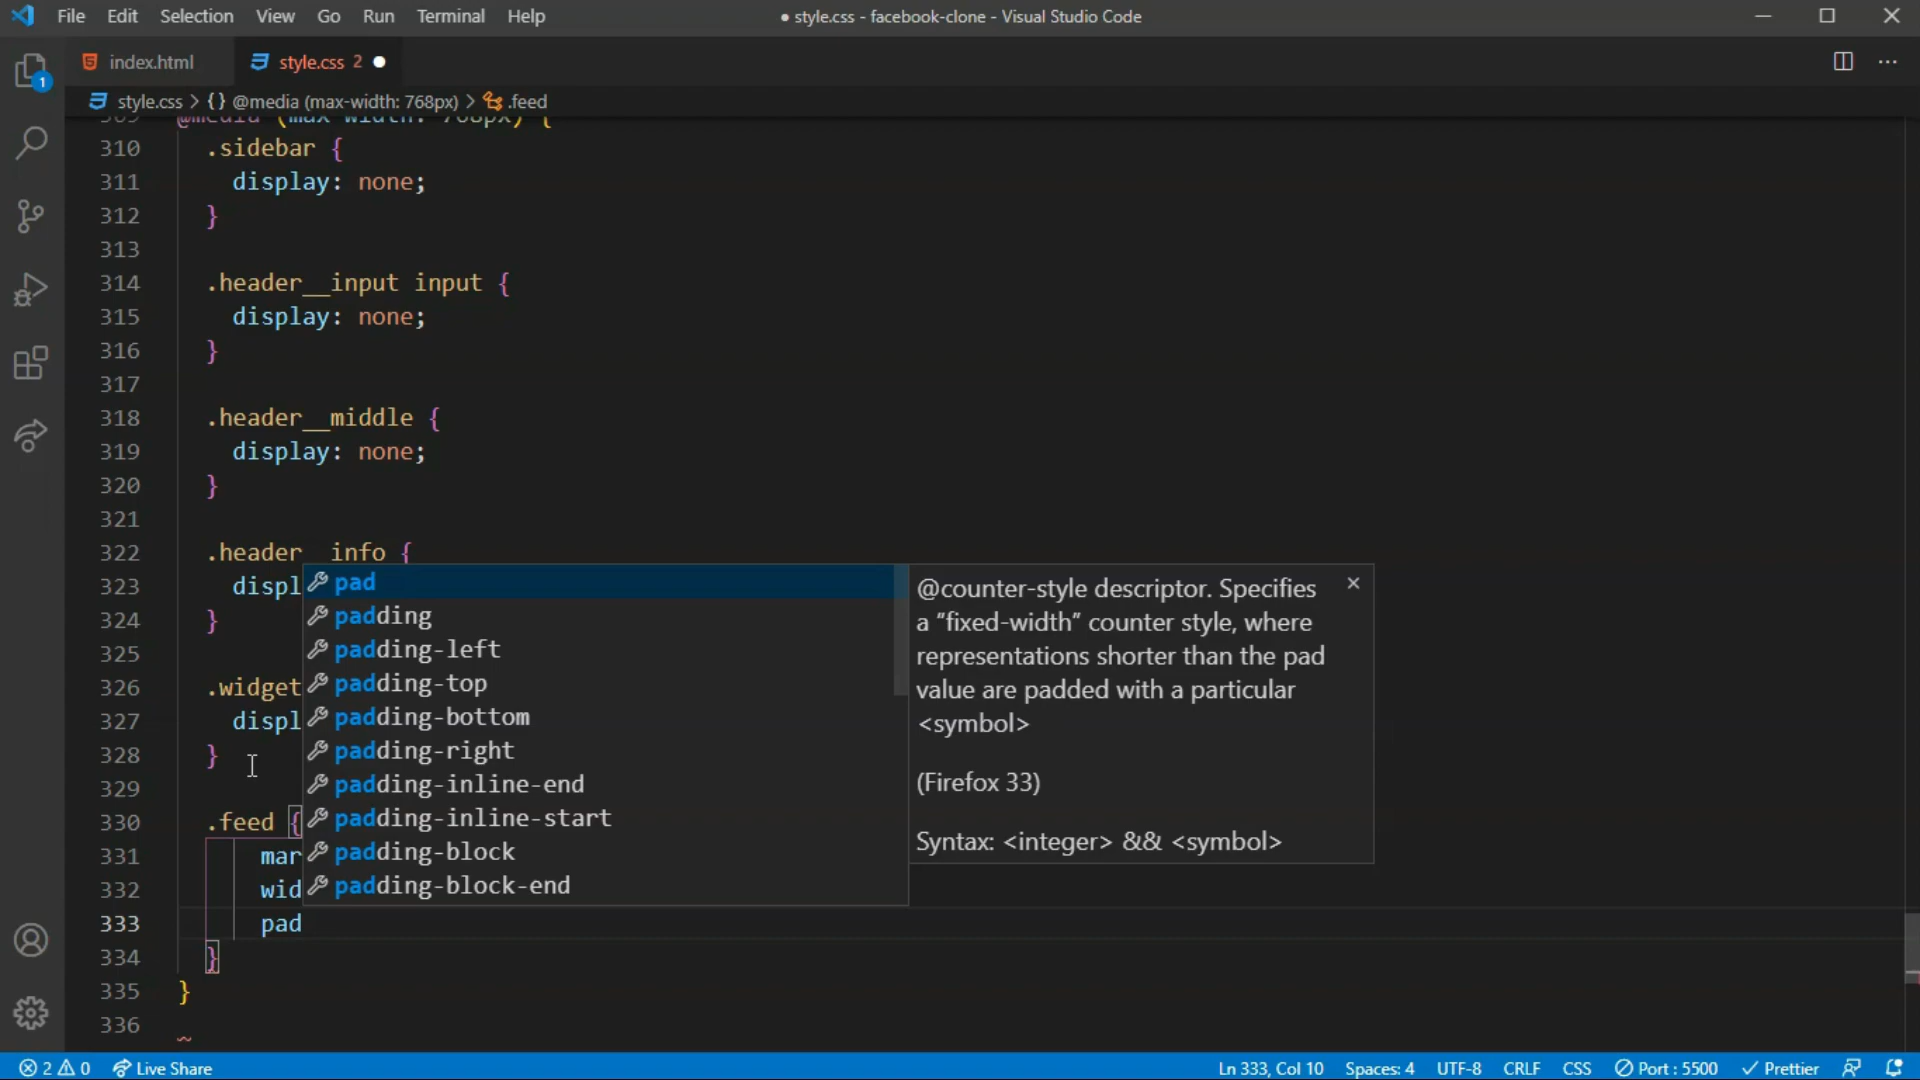 File Edit Selection View Go Run Terminal Help
● style.css - facebook-clone - Visual Studio Code
1
index.html
style.css 2 ●
style.css > {} @media (max-width: 768px) > .feed
309 @media (max-width: 768px) {
310 .sidebar {
311 display: none;
312 }
313
314 .header__input input {
315 display: none;
316 }
317
318 .header__middle {
319 display: none;
320 }
321
322 .header__info {
323 displ
324 }
325
326 .widget
327 displ
328 }
329
330 .feed {
331 mar
332 wid
333 pad
334 }
335 }
336
pad
padding
padding-left
padding-top
padding-bottom
padding-right
padding-inline-end
padding-inline-start
padding-block
padding-block-end
@counter-style descriptor. Specifies
a “fixed-width” counter style, where
representations shorter than the pad
value are padded with a particular
<symbol>
(Firefox 33)
Syntax: <integer> && <symbol>
2 0 Live Share
Ln 333, Col 10 Spaces: 4 UTF-8 CRLF CSS Port : 5500 Prettier